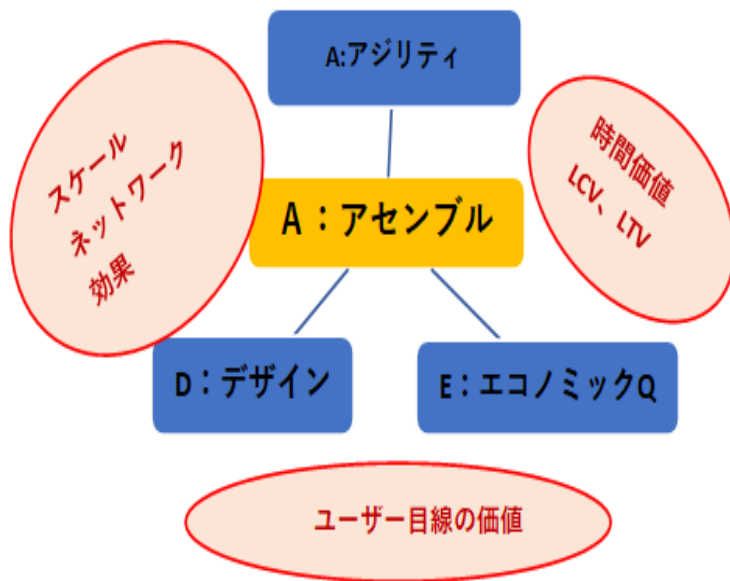 A:アジリティ
スケール
ネットワーク
効果
時間価値
LCV、LTV
A：アセンブル
D：デザイン
E：エコノミックQ
ユーザー目線の価値